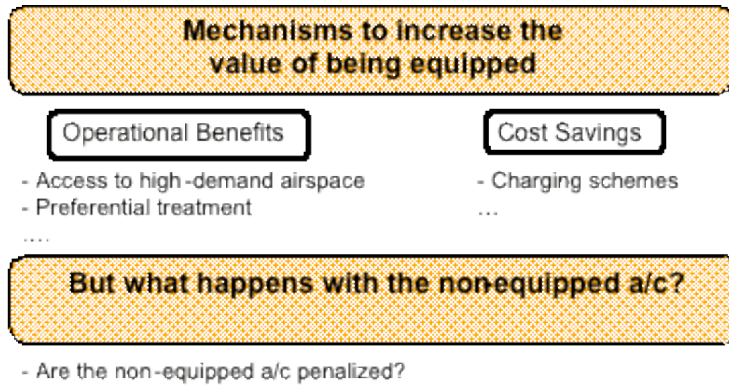 Mechanisms to increase the
value of being equipped
Operational Benefits
Cost Savings
- Access to high-demand airspace
- Charging schemes
- Preferential treatment
...
....
But what happens with the non-equipped a/c?
- Are the non-equipped a/c penalized?